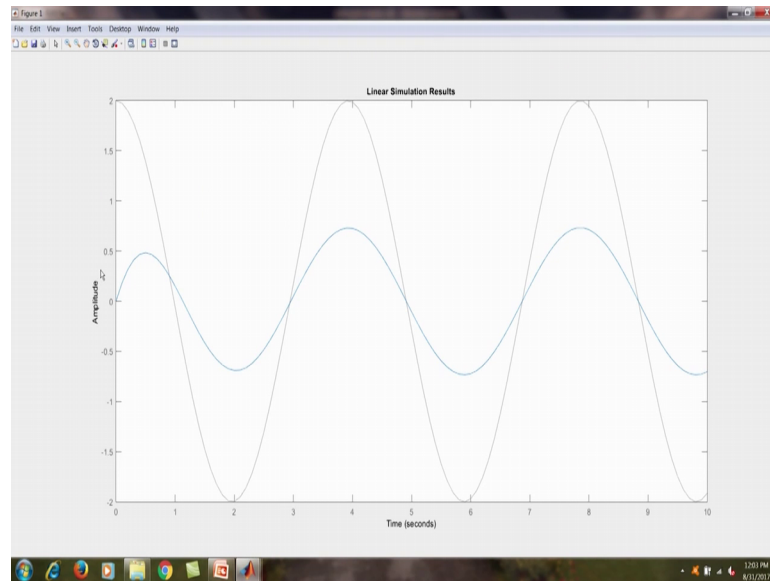 Figure 1
File Edit View Insert Tools Desktop Window Help
Linear Simulation Results
2
1.5
1
0.5
0
-0.5
-1
-1.5
-2
Amplitude
0 1 2 3 4 5 6 7 8 9 10
Time (seconds)
12:03 PM
8/31/2017